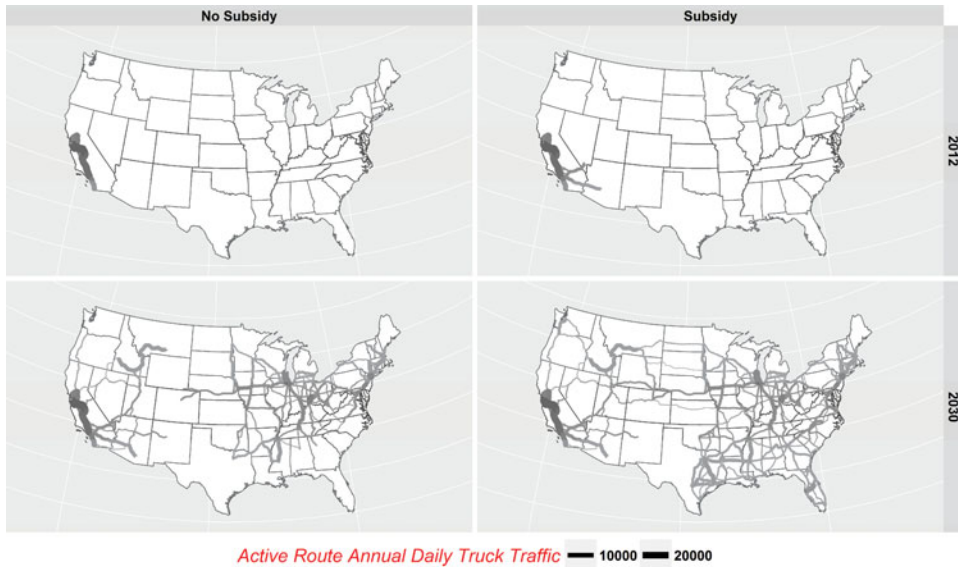 No Subsidy
Subsidy
2012
2030
Active Route Annual Daily Truck Traffic 10000 20000